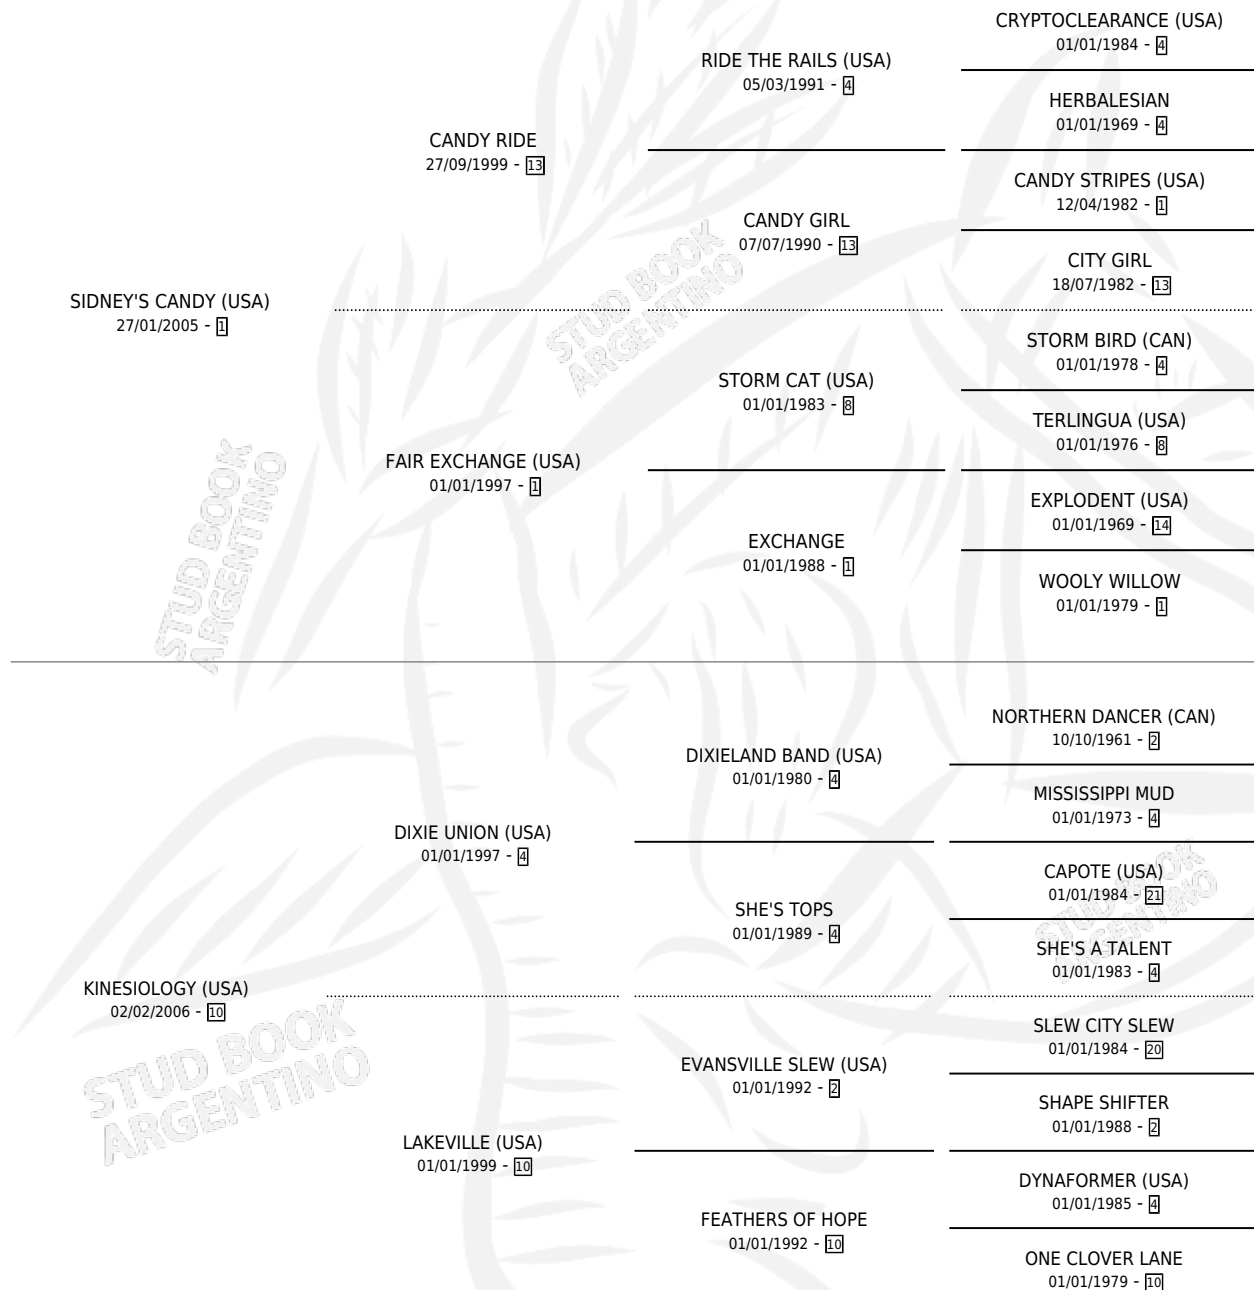 CRYPTOCLEARANCE (USA)
01/01/1984 - 4
RIDE THE RAILS (USA)
05/03/1991 - 4
HERBALESIAN
01/01/1969 - 4
CANDY RIDE
27/09/1999 - 13
CANDY STRIPES (USA)
12/04/1982 - 1
CANDY GIRL
07/07/1990 - 13
CITY GIRL
18/07/1982 - 13
SIDNEY'S CANDY (USA)
27/01/2005 - 1
STORM BIRD (CAN)
01/01/1978 - 4
STORM CAT (USA)
01/01/1983 - 8
TERLINGUA (USA)
01/01/1976 - 8
FAIR EXCHANGE (USA)
01/01/1997 - 1
EXPLODENT (USA)
01/01/1969 - 14
EXCHANGE
01/01/1988 - 1
WOOLY WILLOW
01/01/1979 - 1
NORTHERN DANCER (CAN)
10/10/1961 - 2
DIXIELAND BAND (USA)
01/01/1980 - 4
MISSISSIPPI MUD
01/01/1973 - 4
DIXIE UNION (USA)
01/01/1997 - 4
CAPOTE (USA)
01/01/1984 - 21
SHE'S TOPS
01/01/1989 - 4
SHE'S A TALENT
01/01/1983 - 4
KINESIOLOGY (USA)
02/02/2006 - 10
SLEW CITY SLEW
01/01/1984 - 20
EVANSVILLE SLEW (USA)
01/01/1992 - 2
SHAPE SHIFTER
01/01/1988 - 2
LAKEVILLE (USA)
01/01/1999 - 10
DYNAFORMER (USA)
01/01/1985 - 4
FEATHERS OF HOPE
01/01/1992 - 10
ONE CLOVER LANE
01/01/1979 - 10
STUD BOOK
ARGENTINO
STUD BOOK
ARGENTINO
STUD BOOK
ARGENTINO
STUD BOOK
ARGENTINO